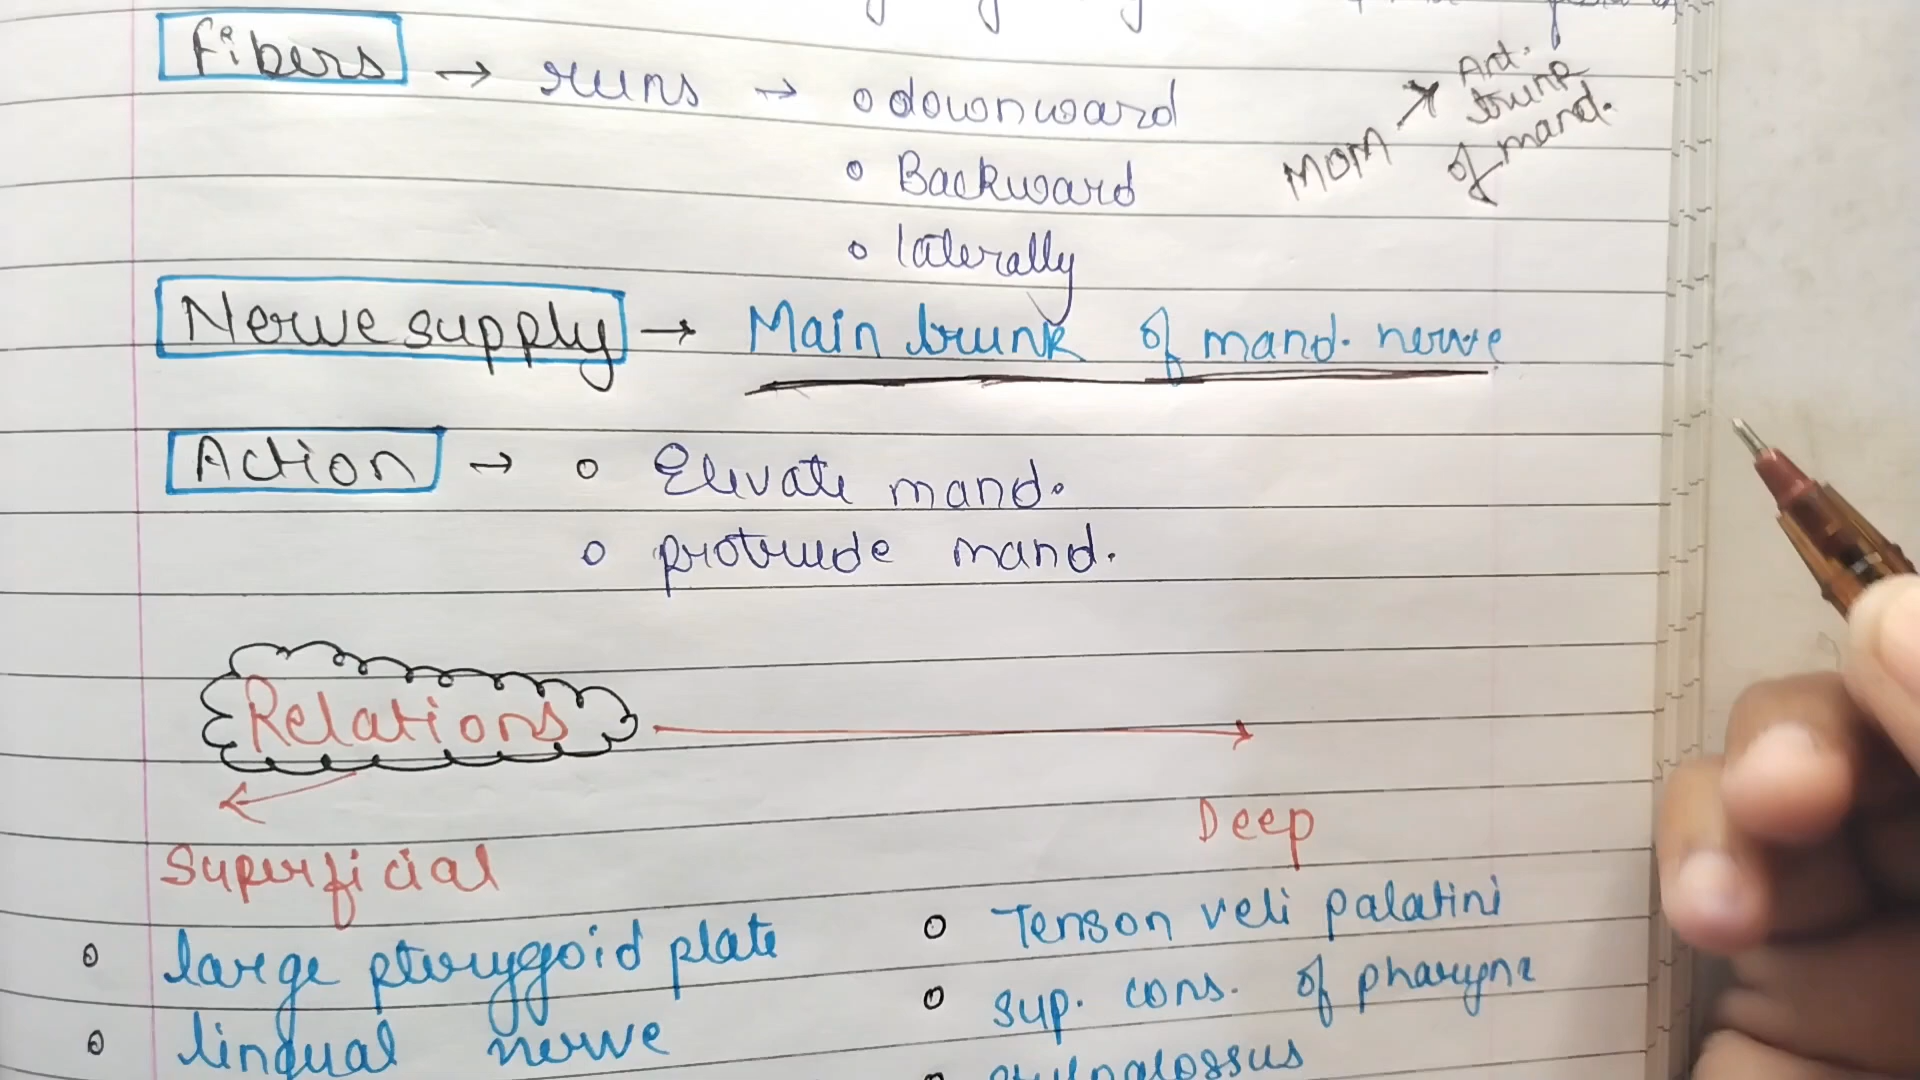 Fibers → runs → o downward
o Backward
o laterally
MOM → Ant.
trunk
of mand.
Nerve supply → Main trunk of mand. nerve
Action → o Elevate mand.
o protrude mand.
Relations
Superficial
Deep
o large pterygoid plate
o lingual nerve
o Tenson veli palatini
o sup. cons. of pharynx